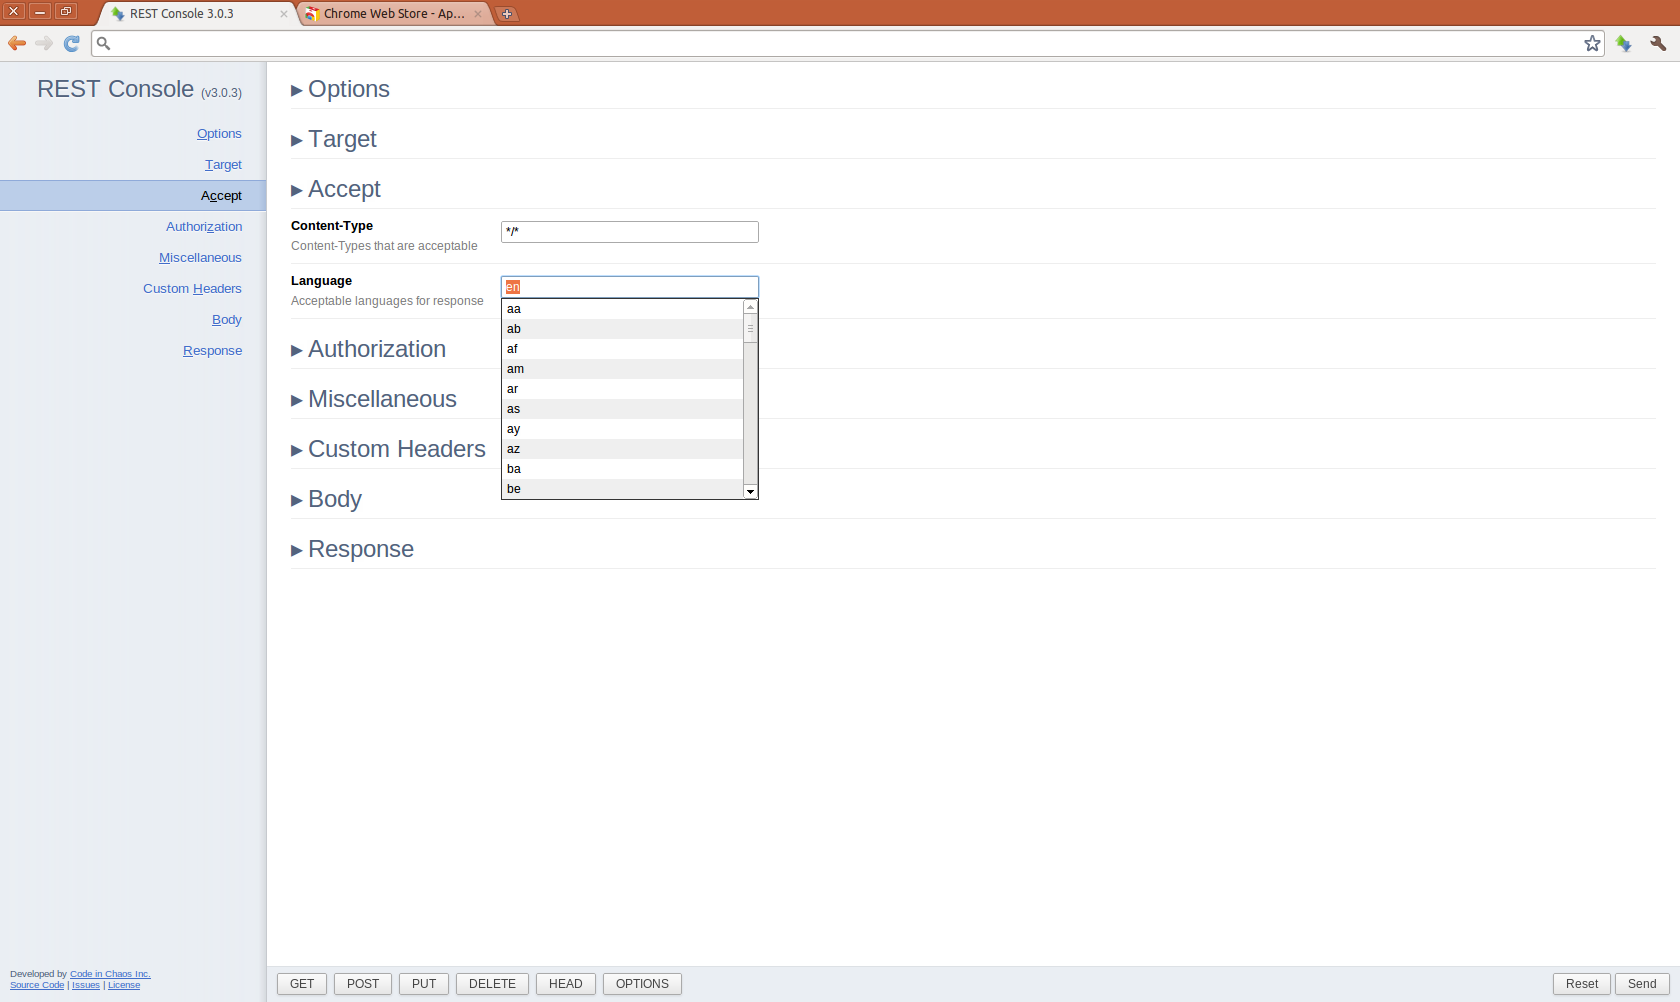 REST Console 3.0.3
Chrome Web Store - Ap...
REST Console (v3.0.3)
Options
Target
Accept
Authorization
Miscellaneous
Custom Headers
Body
Response
Developed by Code in Chaos Inc.
Source Code | Issues | License
▶ Options
▶ Target
▶ Accept
Content-Type
Content-Types that are acceptable
*/*
Language
Acceptable languages for response
en
aa
ab
af
am
ar
as
ay
az
ba
be
▶ Authorization
▶ Miscellaneous
▶ Custom Headers
▶ Body
▶ Response
GET POST PUT DELETE HEAD OPTIONS Reset Send